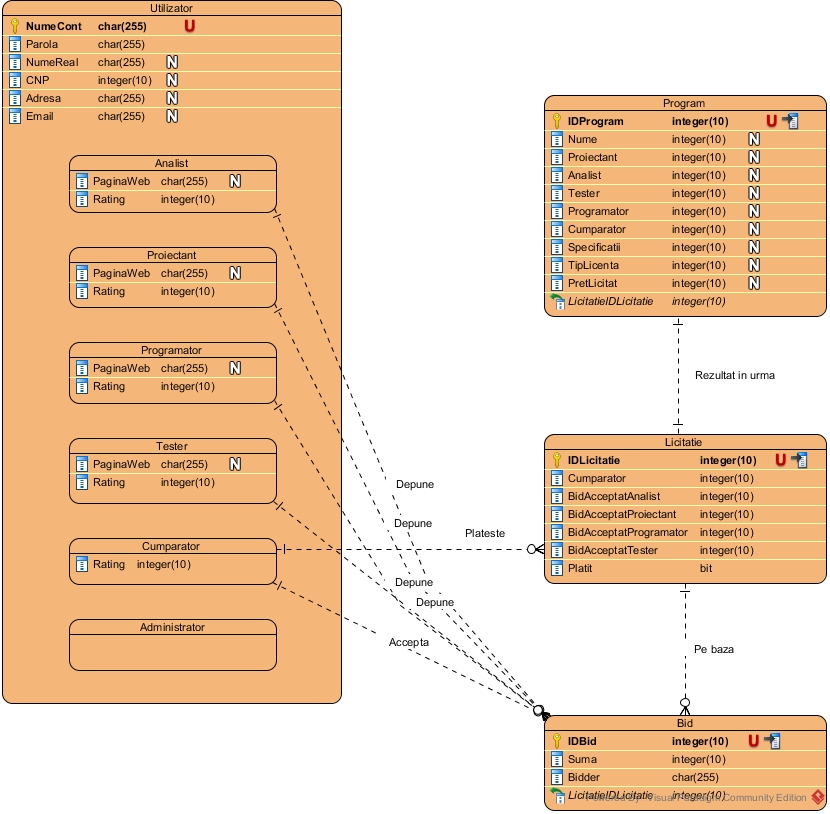 Utilizator
NumeCont char(255) U
Parola char(255)
NumeReal char(255) N
CNP integer(10) N
Adresa char(255) N
Email char(255) N
Analist
PaginaWeb char(255) N
Rating integer(10)
Proiectant
PaginaWeb char(255) N
Rating integer(10)
Programator
PaginaWeb char(255) N
Rating integer(10)
Tester
PaginaWeb char(255) N
Rating integer(10)
Cumparator
Rating integer(10)
Administrator
Program
IDProgram integer(10) U
Nume integer(10) N
Proiectant integer(10) N
Analist integer(10) N
Tester integer(10) N
Programator integer(10) N
Cumparator integer(10) N
Specificatii integer(10) N
TipLicenta integer(10) N
PretLicitat integer(10) N
LicitatieIDLicitatie integer(10)
Rezultat in urma
Licitatie
IDLicitatie integer(10) U
Cumparator integer(10)
BidAcceptatAnalist integer(10)
BidAcceptatProiectant integer(10)
BidAcceptatProgramator integer(10)
BidAcceptatTester integer(10)
Platit bit
Depune
Depune
Plateste
Depune
Depune
Accepta
Pe baza
Bid
IDBid integer(10) U
Suma integer(10)
Bidder char(255)
LicitatieIDLicitatie integer(10)
Powered By Visual Paradigm Community Edition